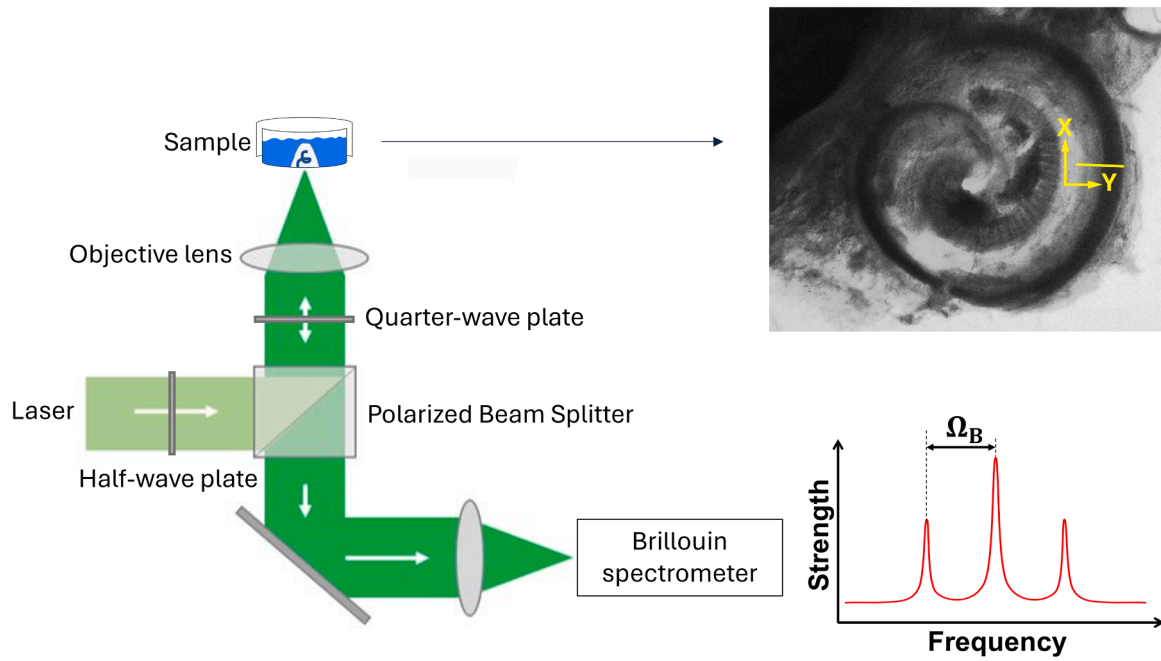 Sample
Objective lens
Quarter-wave plate
Laser
Polarized Beam Splitter
Half-wave plate
Brillouin
spectrometer
X
Y
Ω_B
Strength
Frequency